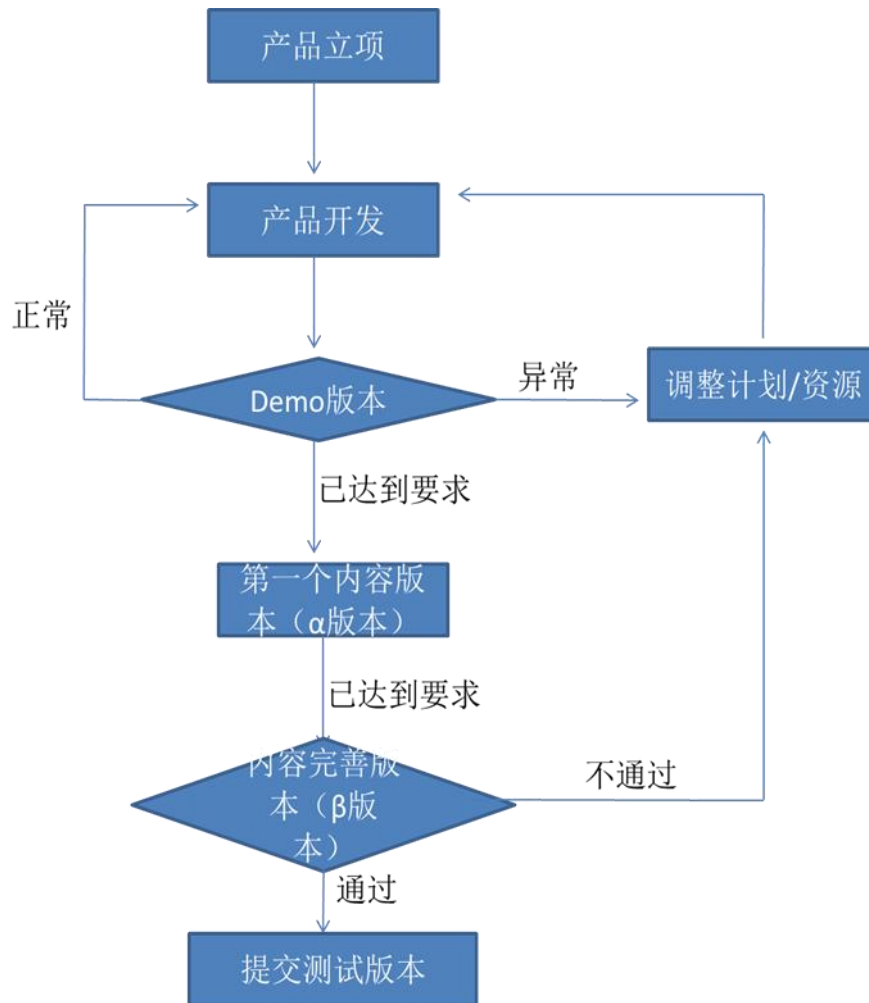 产品立项
产品开发
正常
Demo版本
异常
调整计划/资源
已达到要求
第一个内容版
本（α版本）
已达到要求
内容完善版
本（β版
本）
不通过
通过
提交测试版本